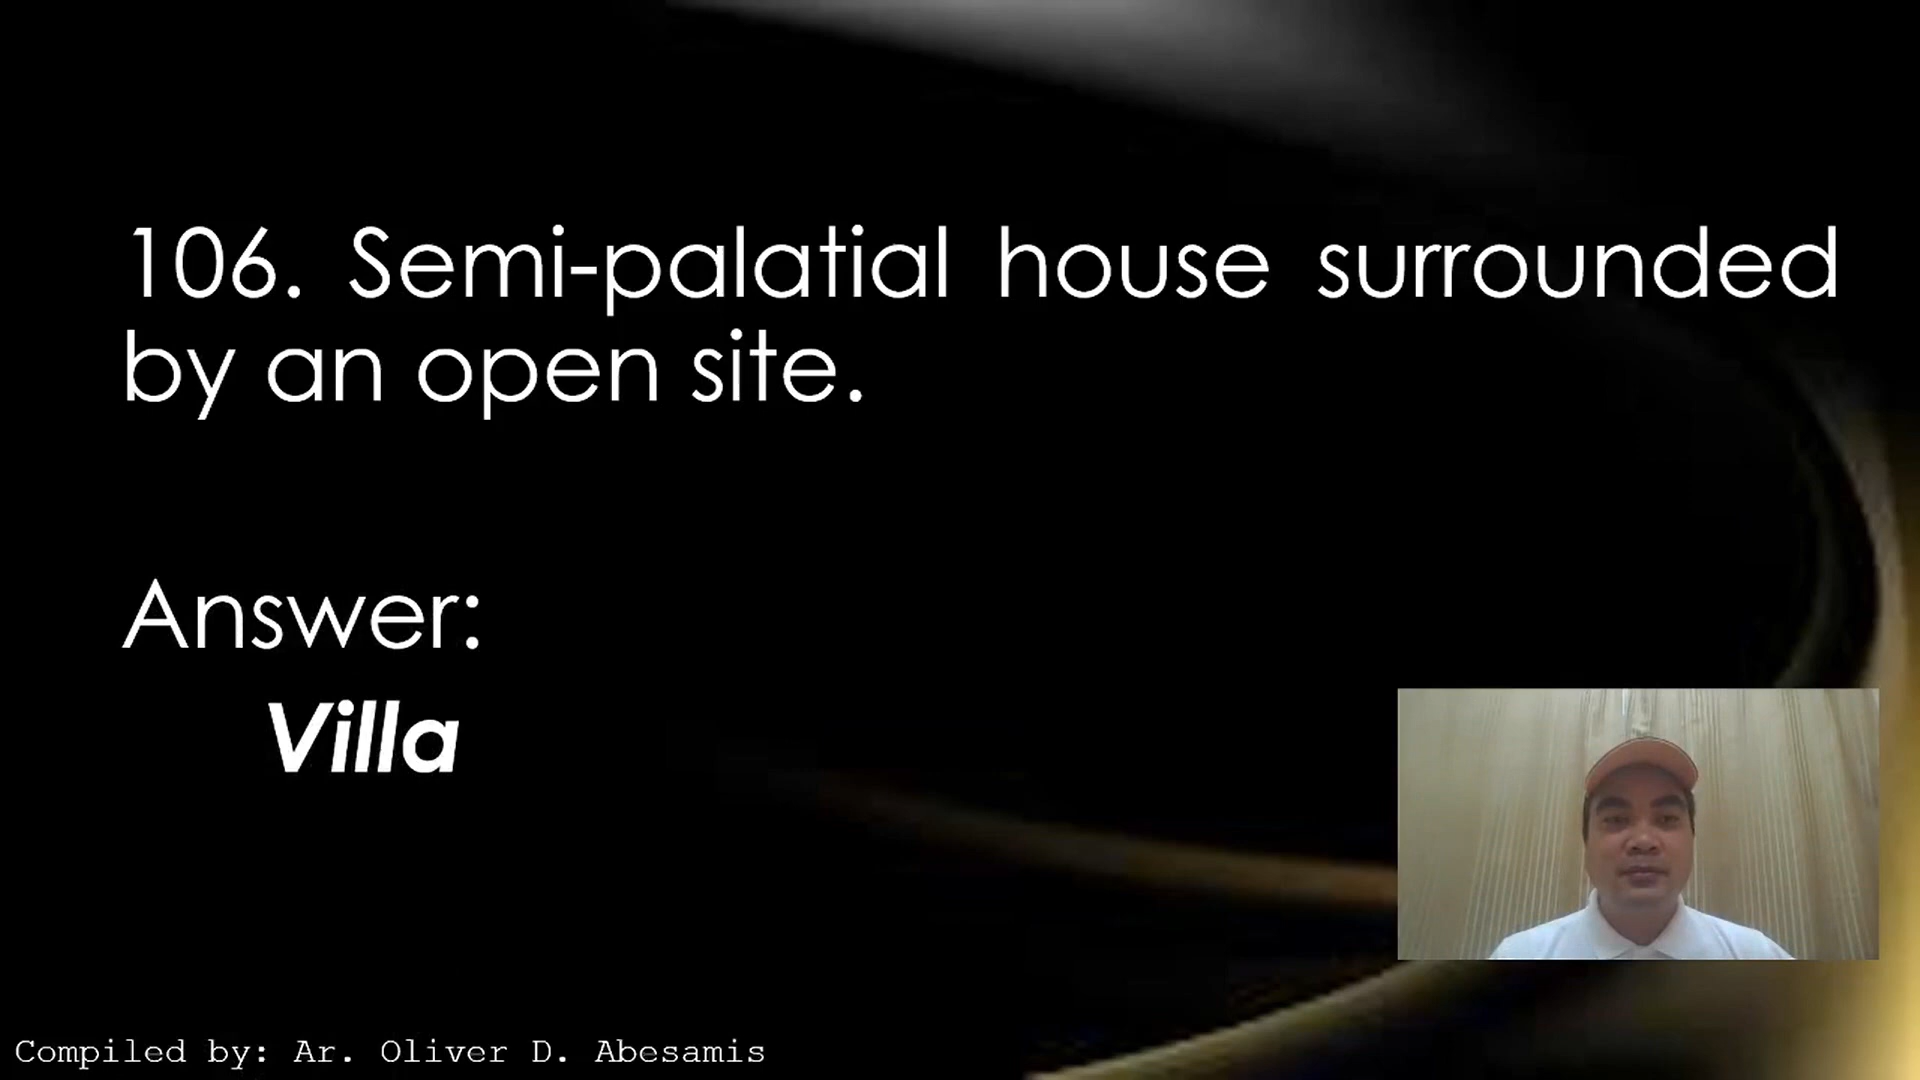 106. Semi-palatial house surrounded
by an open site.
Answer:
Villa
Compiled by: Ar. Oliver D. Abesamis